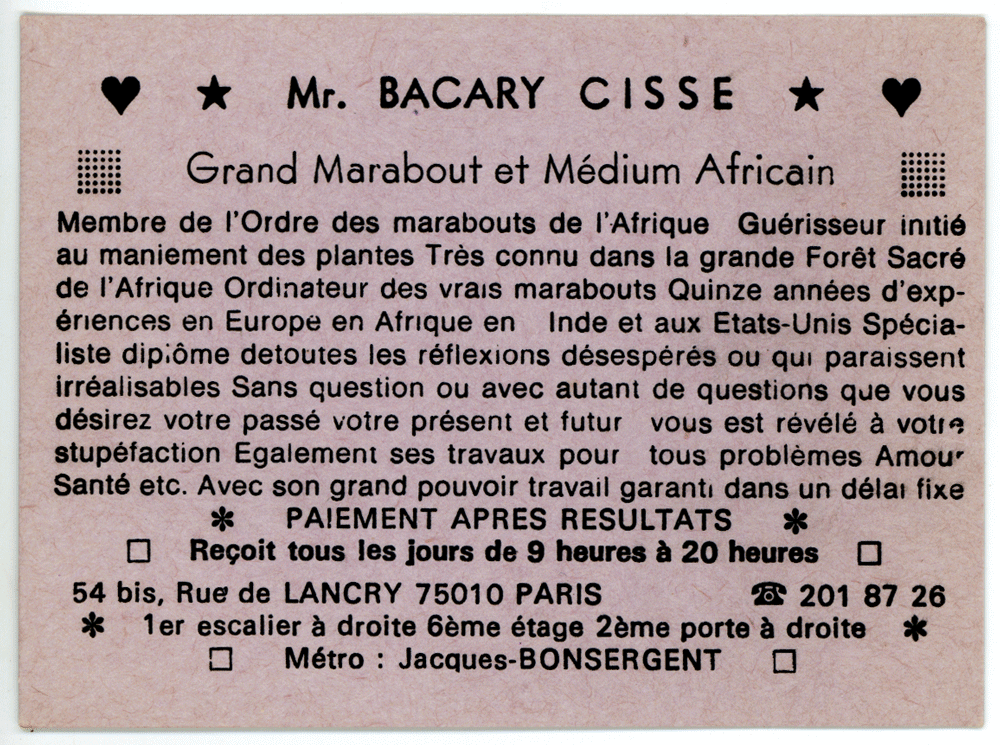 ♥ ★ Mr. BACARY CISSE ★ ♥
Grand Marabout et Médium Africain
Membre de l'Ordre des marabouts de l'Afrique Guérisseur initié
au maniement des plantes Très connu dans la grande Forêt Sacré
de l'Afrique Ordinateur des vrais marabouts Quinze années d'exp-
ériences en Europe en Afrique en Inde et aux Etats-Unis Spécia-
liste diplôme detoutes les réflexions désespérés ou qui paraissent
irréalisables Sans question ou avec autant de questions que vous
désirez votre passé votre présent et futur vous est révélé à votre
stupéfaction Egalement ses travaux pour tous problèmes Amour
Santé etc. Avec son grand pouvoir travail garanti dans un délai fixe
✻ PAIEMENT APRES RESULTATS ✻
□ Reçoit tous les jours de 9 heures à 20 heures □
54 bis, Rue de LANCRY 75010 PARIS ☎ 201 87 26
✻ 1er escalier à droite 6ème étage 2ème porte à droite ✻
□ Métro : Jacques-BONSERGENT □